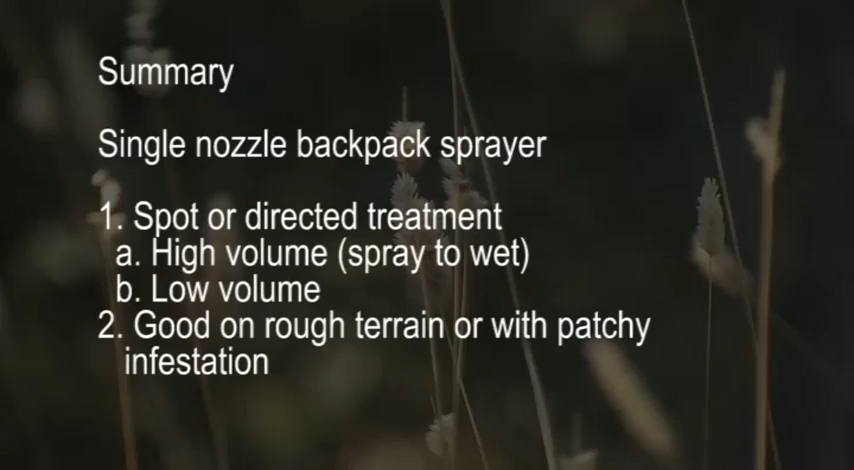 Summary
Single nozzle backpack sprayer
1. Spot or directed treatment
a. High volume (spray to wet)
b. Low volume
2. Good on rough terrain or with patchy
infestation